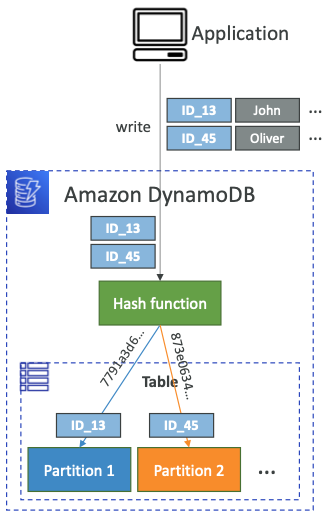 Application
write
ID_13 John ...
ID_45 Oliver ...
Amazon DynamoDB
ID_13
ID_45
Hash function
7791a3d6...
873e0634...
Table
ID_13 ID_45
Partition 1 Partition 2 ...